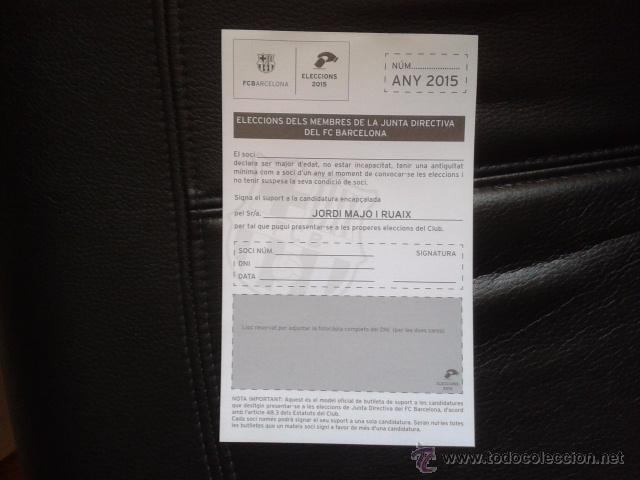 FCBARCELONA
ELECCIONS
2015
NÚM.
ANY 2015
ELECCIONS DELS MEMBRES DE LA JUNTA DIRECTIVA
DEL FC BARCELONA
El soci
declara ser major d'edat, no estar incapacitat, tenir una antiguitat
mínima com a soci d'un any al moment de convocar-se les eleccions i
no tenir suspesa la seva condició de soci.
Signa el suport a la candidatura encapçalada
pel Sr/a. JORDI MAJO I RUAIX
per tal que pugui presentar-se a les properes eleccions del Club.
SOCI NÚM.
SIGNATURA
DNI
DATA
Lloc reservat per adjuntar la fotocòpia completa del DNI. (per les dues cares)
ELECCIONS
2015
NOTA IMPORTANT: Aquest és el model oficial de butlleta de suport a les candidatures
que desitgin presentar-se a les eleccions de Junta Directiva del FC Barcelona, d'acord
amb l'article 48.3 dels Estatuts del Club.
Cada soci només podrà signar el seu suport a una sola candidatura. Seran nul·les totes
les butlletes que un mateix soci signi a favor de més d'una candidatura.
www.todocoleccion.net